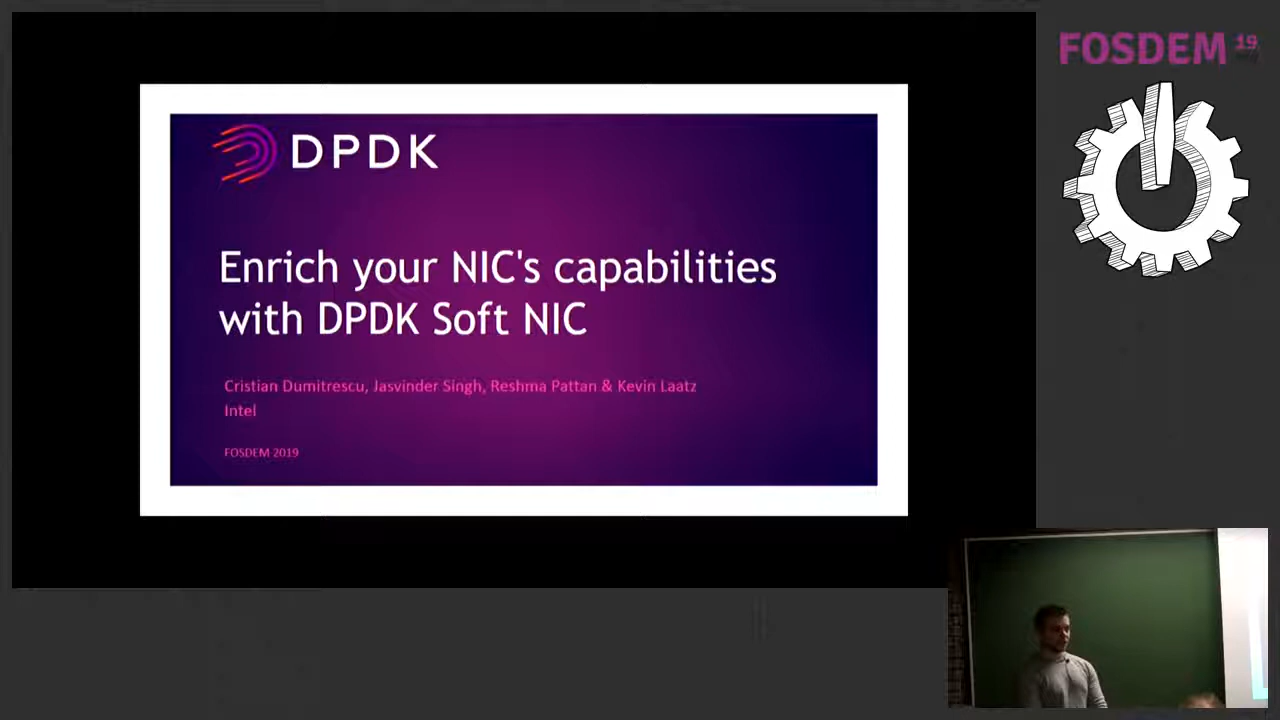 FOSDEM 19
DPDK
Enrich your NIC's capabilities
with DPDK Soft NIC
Cristian Dumitrescu, Jasvinder Singh, Reshma Pattan & Kevin Laatz
Intel
FOSDEM 2019